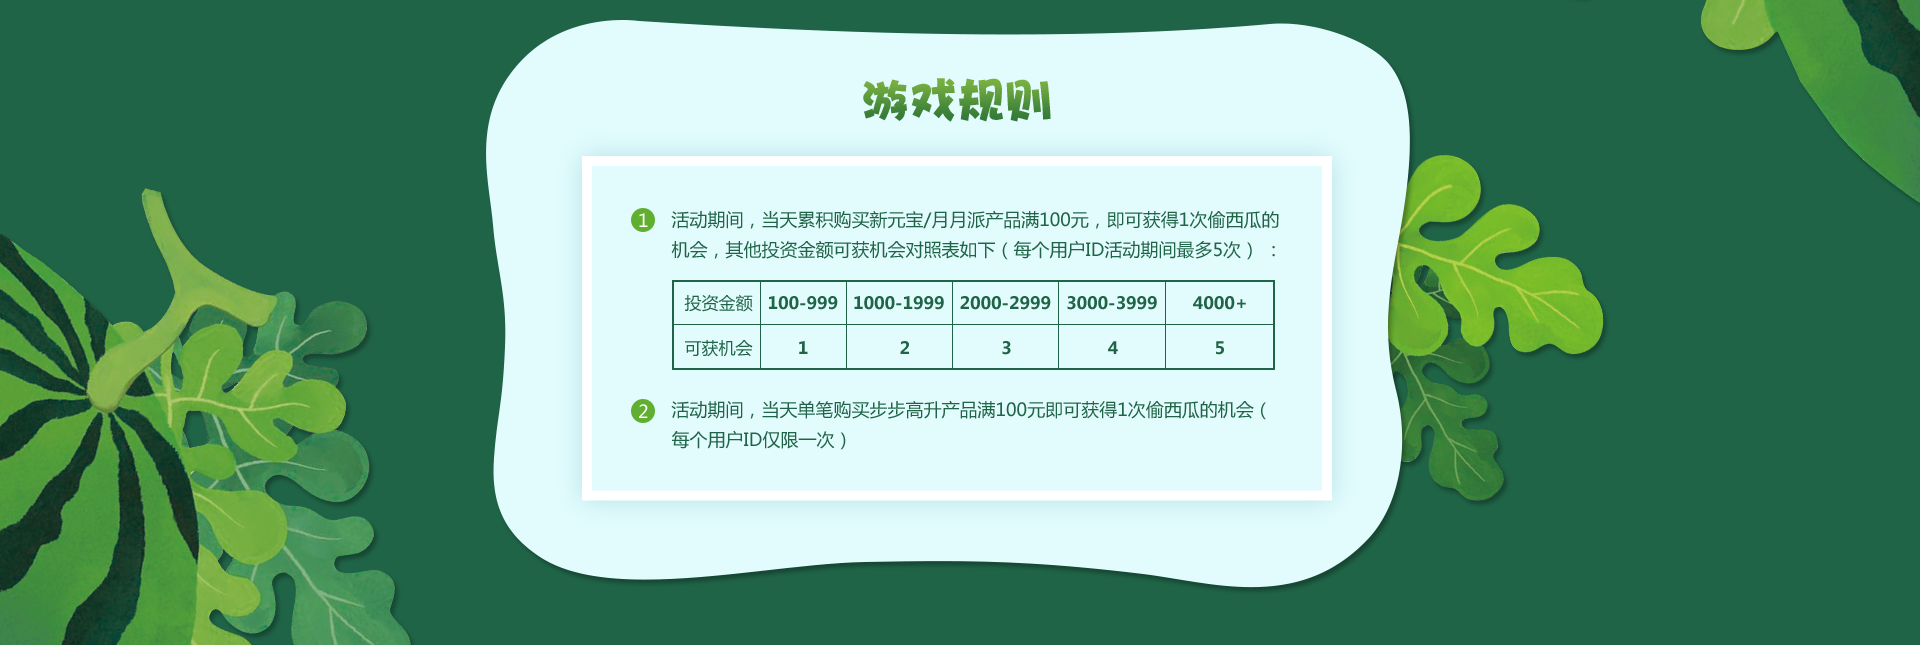 游戏规则
1 活动期间，当天累积购买新元宝/月月派产品满100元，即可获得1次偷西瓜的
机会，其他投资金额可获机会对照表如下（每个用户ID活动期间最多5次）：
投资金额 100-999 1000-1999 2000-2999 3000-3999 4000+
可获机会 1 2 3 4 5
2 活动期间，当天单笔购买步步高升产品满100元即可获得1次偷西瓜的机会（
每个用户ID仅限一次）